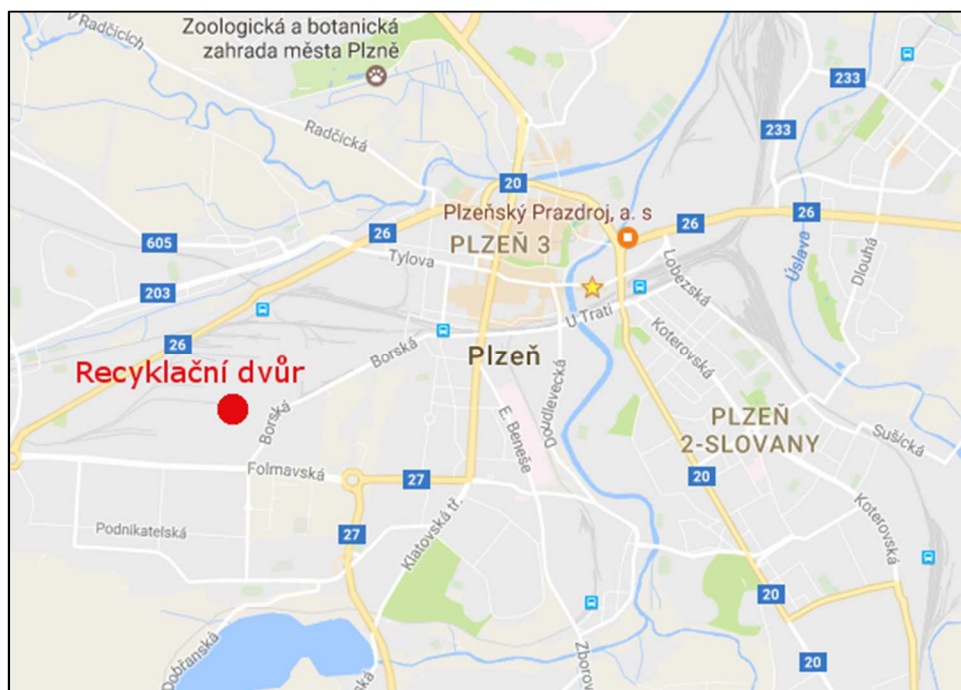 Zoologická a botanická
zahrada města Plzně
V Radčicích
Radčická
233
233
20
Plzeňský Prazdroj, a. s
26
26
26
605
PLZEŇ 3
Tylova
Lobezská
Úslava
Dlouhá
203
U Trati
26
Borská
Plzeň
Koterovská
Recyklační dvůr
Borská
E. Beneše
Doudlevecká
PLZEŇ
2-SLOVANY
Sušická
Folmavská
27
20
Podnikatelská
27
Klatovská tř.
Koterovská
20
Dobřanská
20